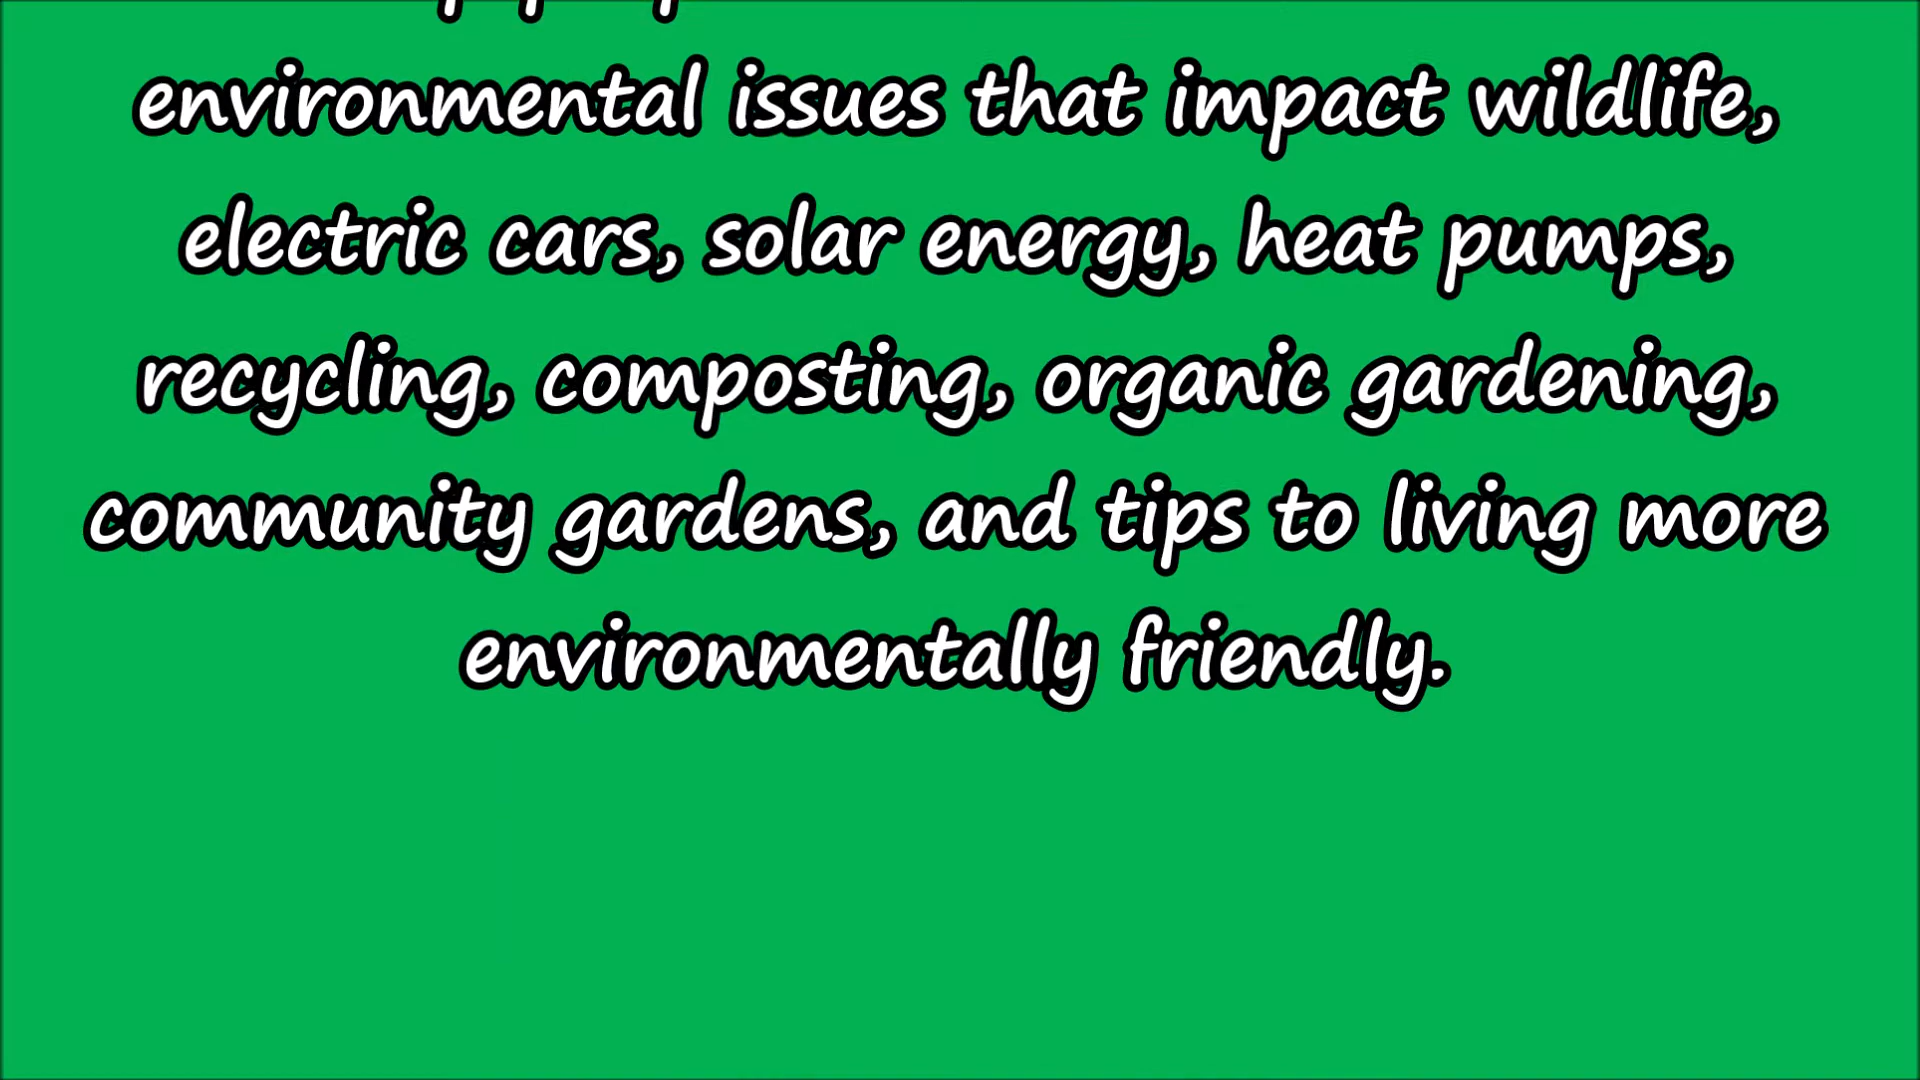 environmental issues that impact wildlife,
electric cars, solar energy, heat pumps,
recycling, composting, organic gardening,
community gardens, and tips to living more
environmentally friendly.